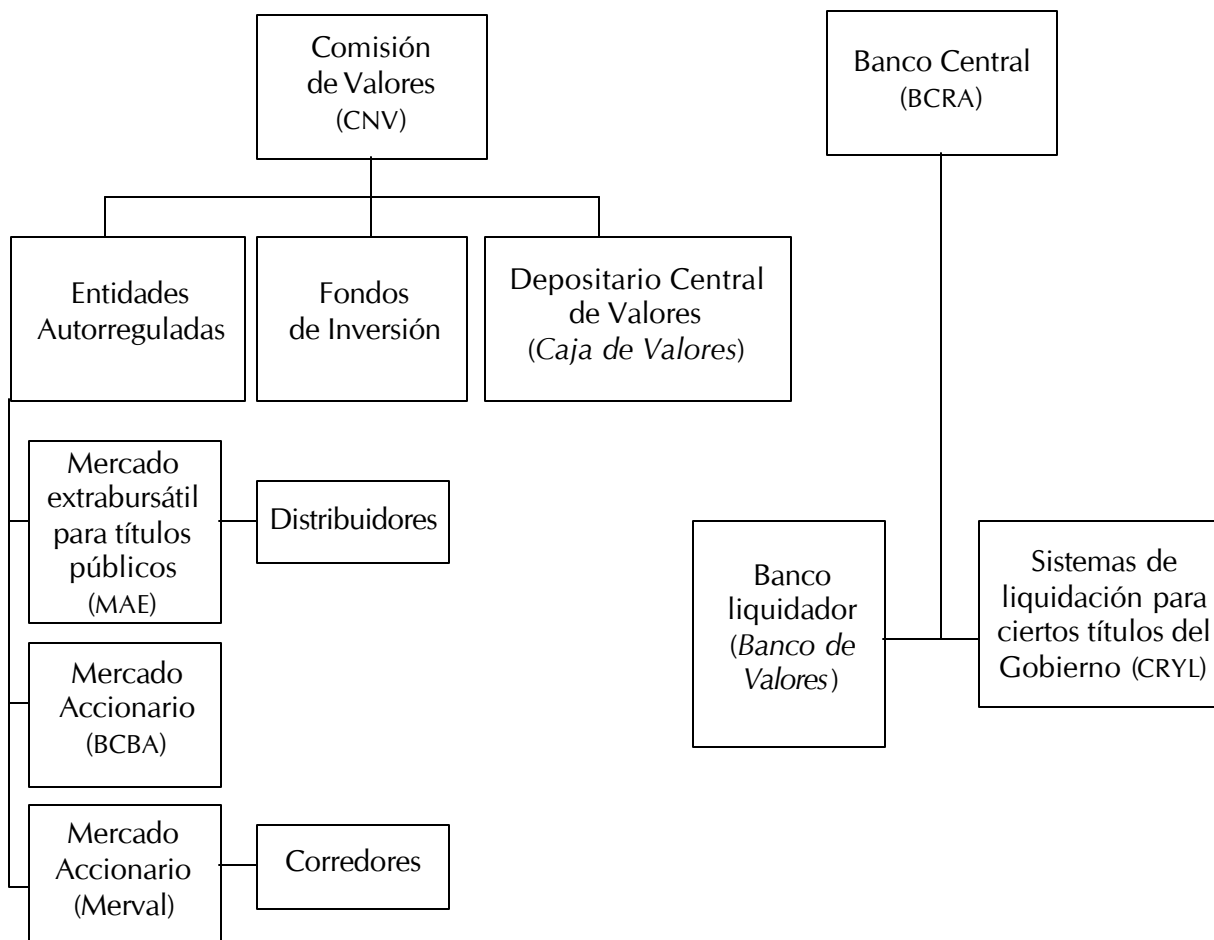 Comisión
de Valores
(CNV)
Banco Central
(BCRA)
Entidades
Autorreguladas
Fondos
de Inversión
Depositario Central
de Valores
(Caja de Valores)
Mercado
extrabursátil
para títulos
públicos
(MAE)
Distribuidores
Mercado
Accionario
(BCBA)
Mercado
Accionario
(Merval)
Corredores
Banco
liquidador
(Banco de
Valores)
Sistemas de
liquidación para
ciertos títulos del
Gobierno (CRYL)